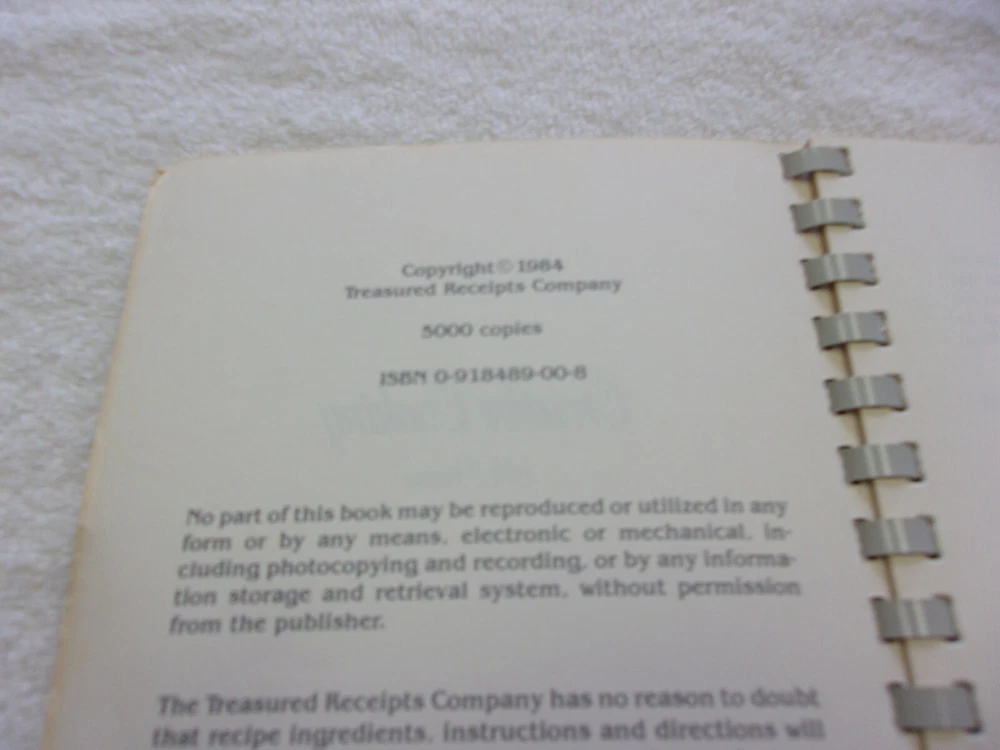 Copyright © 1984
Treasured Receipts Company
5000 copies
ISBN 0-918489-00-8
No part of this book may be reproduced or utilized in any
form or by any means, electronic or mechanical, in-
cluding photocopying and recording, or by any informa-
tion storage and retrieval system, without permission
from the publisher.
The Treasured Receipts Company has no reason to doubt
that recipe ingredients, instructions and directions will